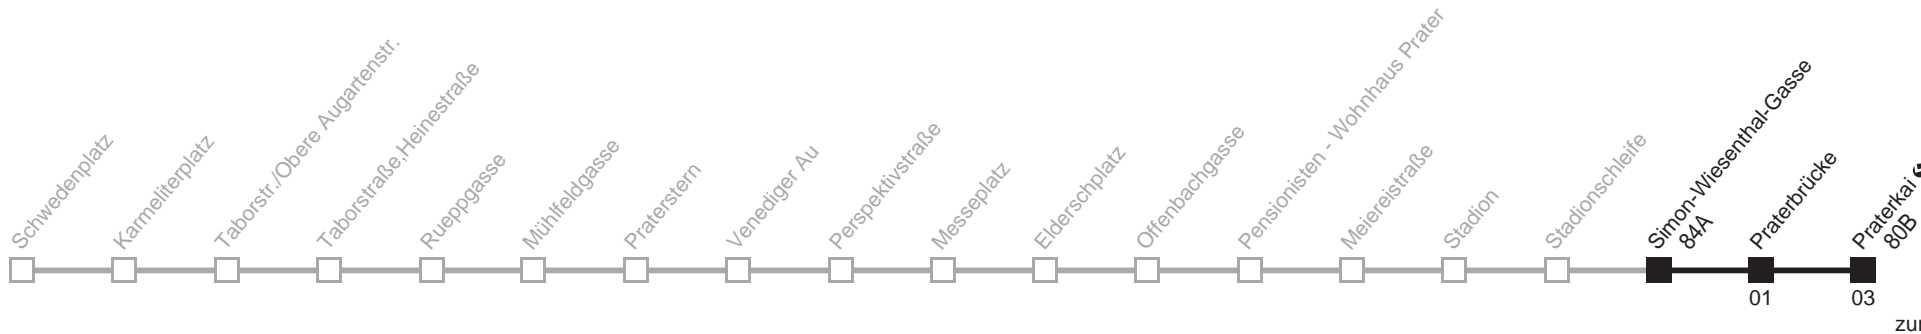 Schwedenplatz
Karmeliterplatz
Taborstr./Obere Augartenstr.
Taborstraße,Heinestraße
Rueppgasse
Mühlfeldgasse
Praterstern
Venediger Au
Perspektivstraße
Messeplatz
Elderschplatz
Offenbachgasse
Pensionisten - Wohnhaus Prater
Meiereistraße
Stadion
Stadionschleife
Simon-Wiesenthal-Gasse
84A
Praterbrücke
Praterkai
80B
01
03